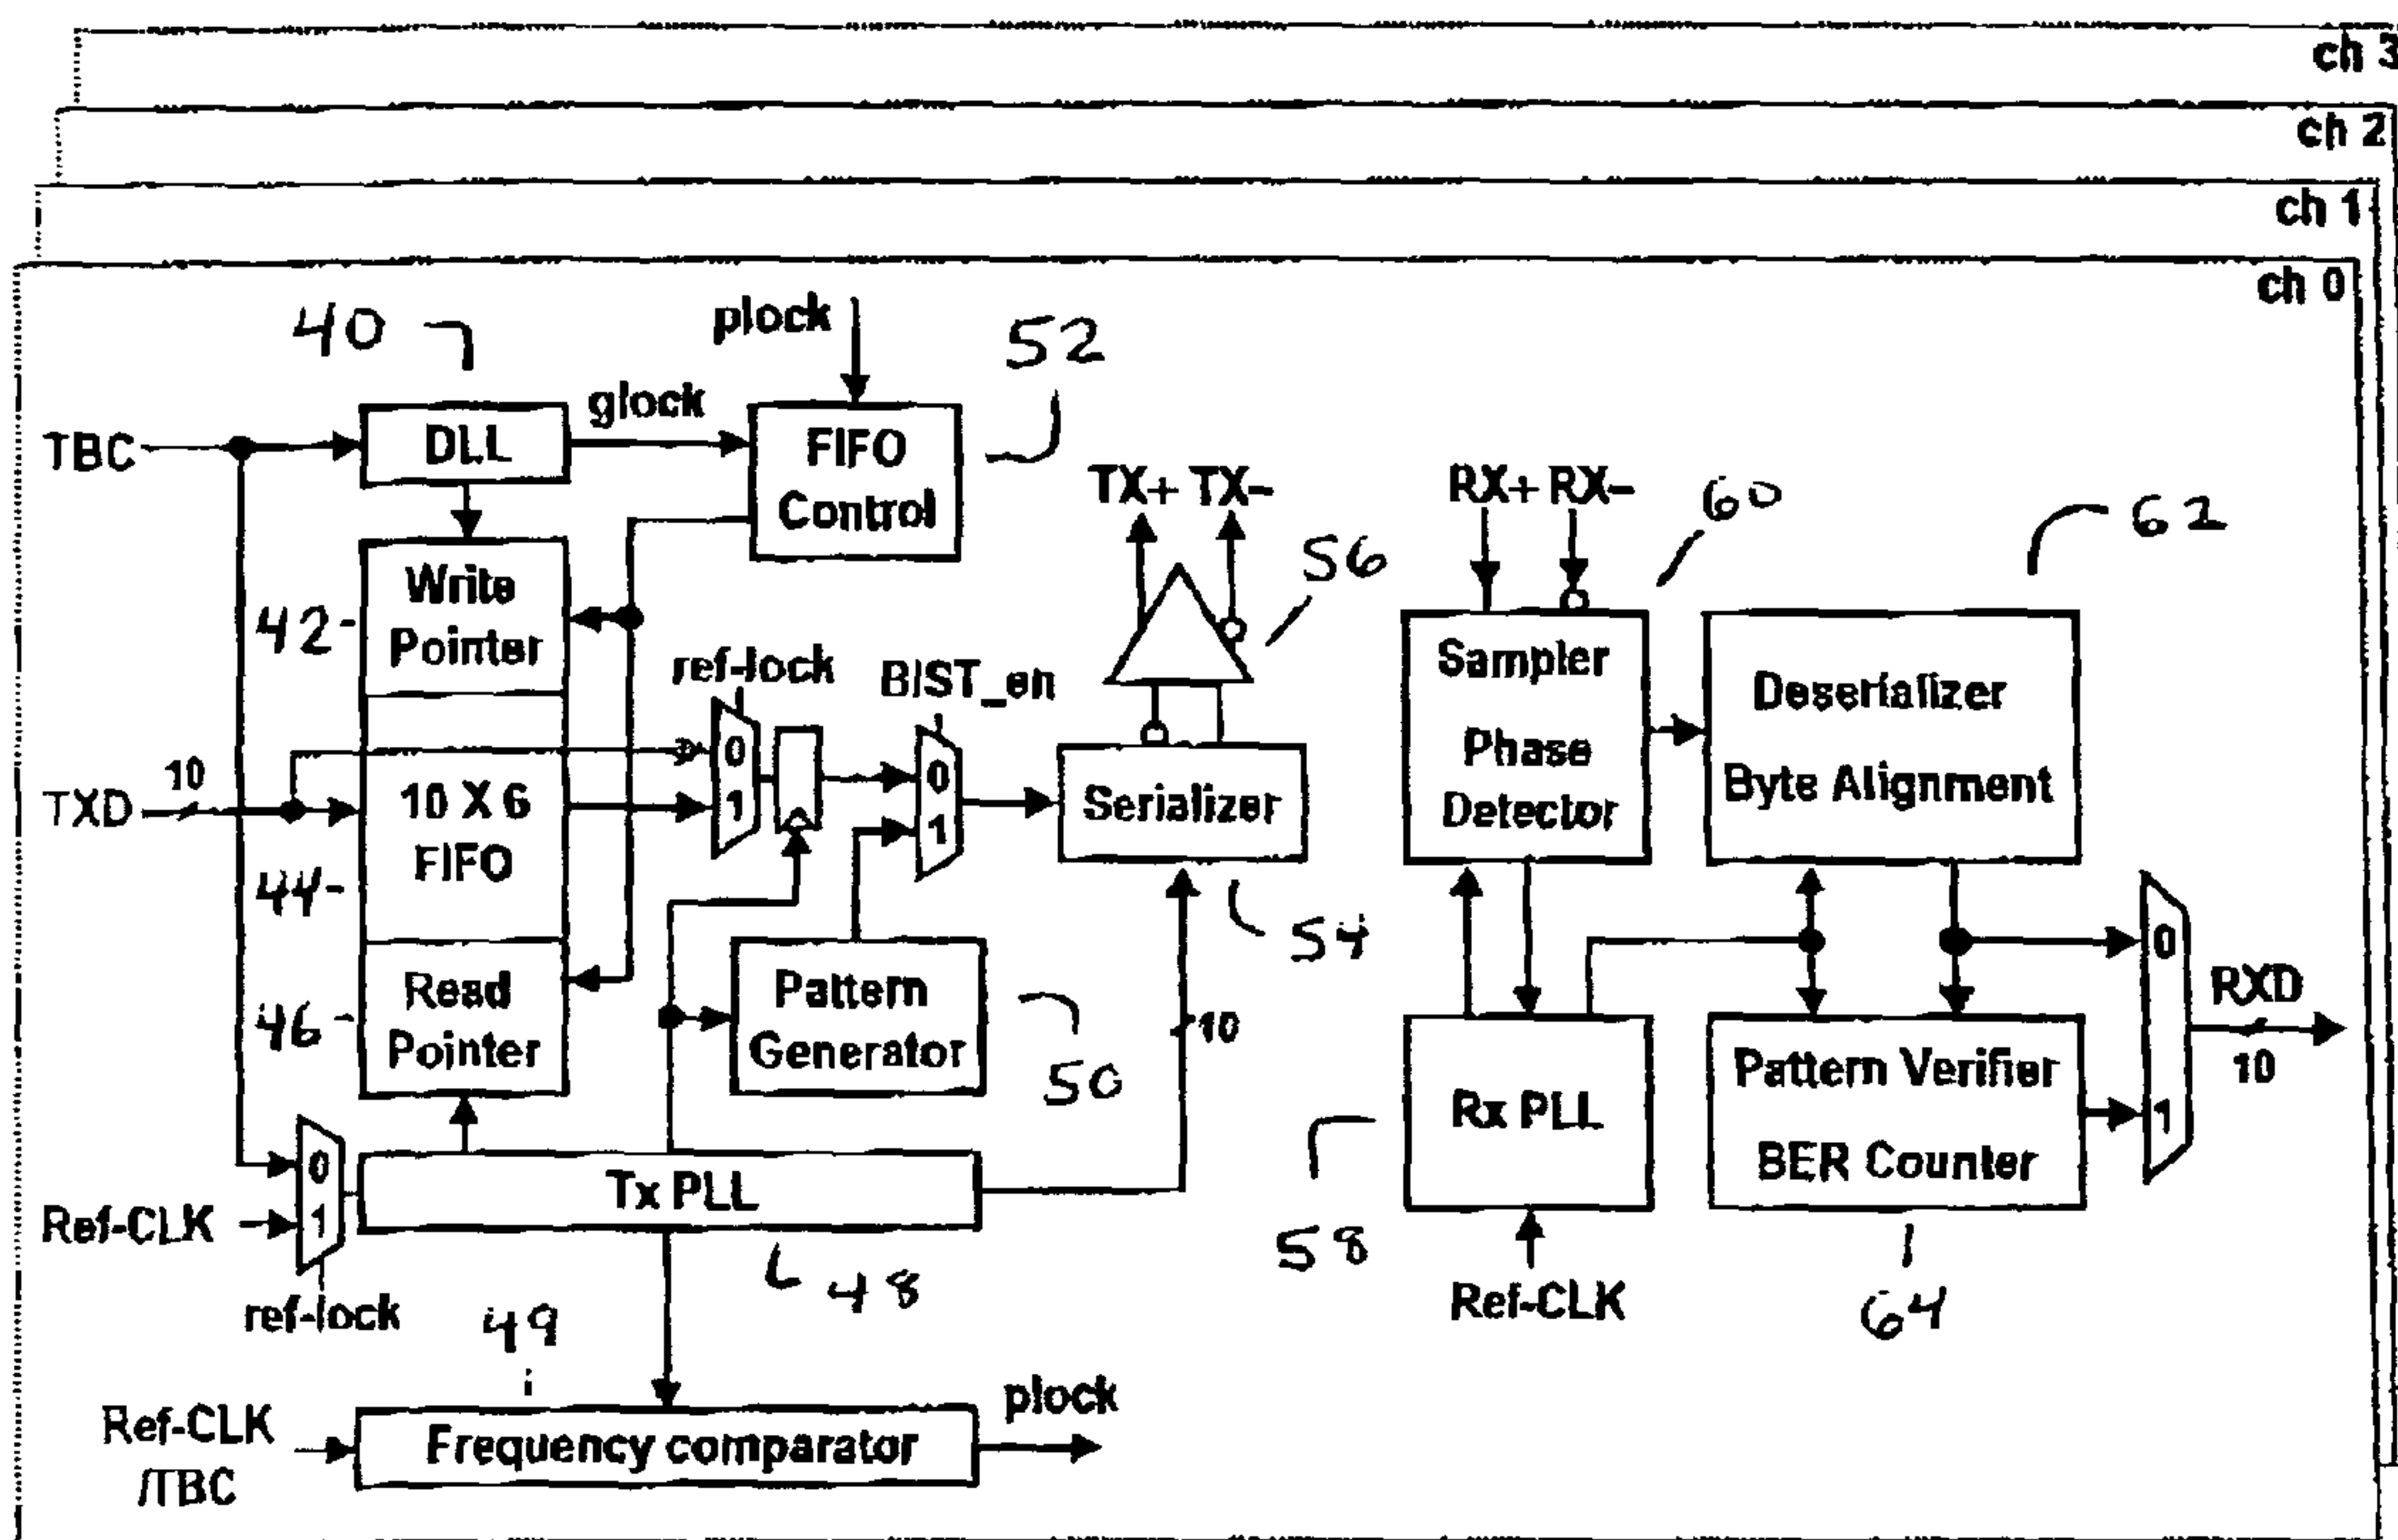 ch 3
ch 2
ch 1
ch 0
40
plock
52
glock
TBC
DLL
FIFO
Control
TX+ TX-
RX+ RX-
60
62
56
Write
Pointer
42
ref-lock
BIST_en
Sampler
Phase
Detector
Deserializer
Byte Alignment
0
1
0
1
10
TXD
10 X 6
FIFO
44
Serializer
54
Read
Pointer
46
Pattern
Generator
50
10
0
1
RXD
10
Rx PLL
58
Pattern Verifier
BER Counter
64
0
1
Ref-CLK
Tx PLL
48
ref-lock
Ref-CLK
49
Ref-CLK
/TBC
Frequency comparator
plock